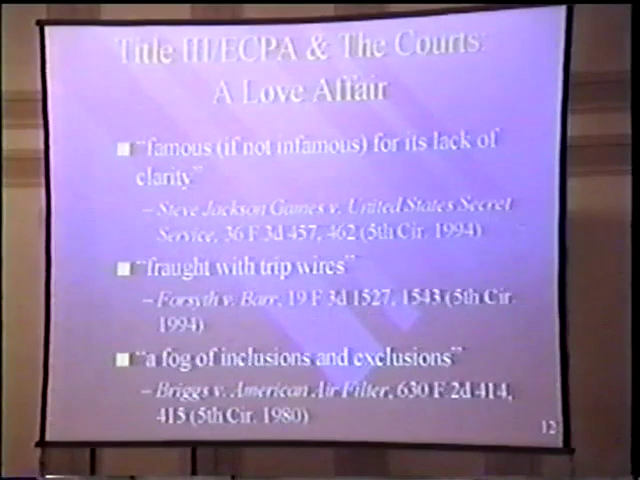 Title III/ECPA & The Courts:
A Love Affair
"famous (if not infamous) for its lack of
clarity"
– Steve Jackson Games v. United States Secret
Service, 36 F.3d 457, 462 (5th Cir. 1994)
"fraught with trip wires"
– Forsyth v. Barr, 19 F.3d 1527, 1543 (5th Cir.
1994)
"a fog of inclusions and exclusions"
– Briggs v. American Air Filter, 630 F.2d 414,
415 (5th Cir. 1980)
12